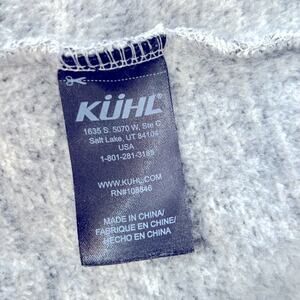 KÜHL
1635 S. 5070 W. Ste C
Salt Lake, UT 84104
USA
1-801-281-3189
WWW.KUHL.COM
RN#108846
MADE IN CHINA/
FABRIQUE EN CHINE/
HECHO EN CHINA